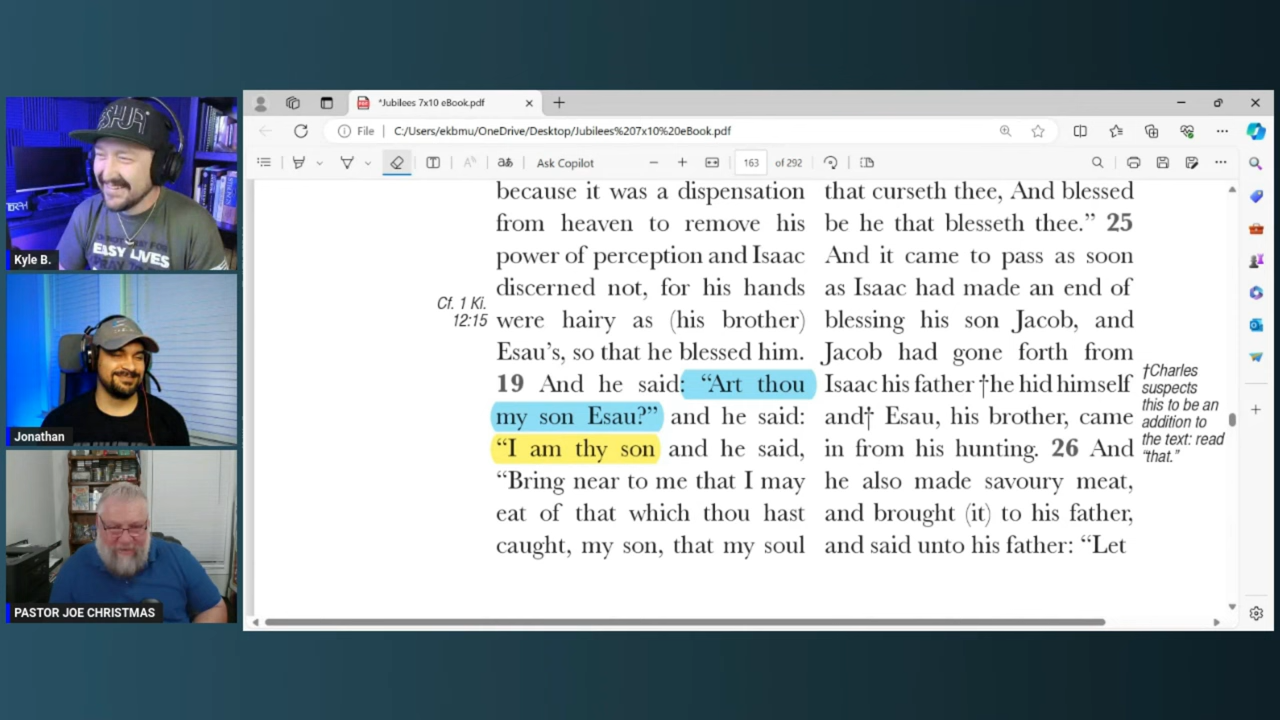 *Jubilees 7x10 eBook.pdf
File
C:/Users/ekbmu/OneDrive/Desktop/Jubilees%207x10%20eBook.pdf
Ask Copilot
163
of 292
because it was a dispensation
from heaven to remove his
power of perception and Isaac
discerned not, for his hands
were hairy as (his brother)
Esau’s, so that he blessed him.
19 And he said: “Art thou
my son Esau?” and he said:
“I am thy son and he said,
“Bring near to me that I may
eat of that which thou hast
caught, my son, that my soul
Cf. 1 Ki.
12:15
that curseth thee, And blessed
be he that blesseth thee.” 25
And it came to pass as soon
as Isaac had made an end of
blessing his son Jacob, and
Jacob had gone forth from
Isaac his father †he hid himself
and† Esau, his brother, came
in from his hunting. 26 And
he also made savoury meat,
and brought (it) to his father,
and said unto his father: “Let
†Charles
suspects
this to be an
addition to
the text: read
“that.”
EASY LIVES
Kyle B.
Jonathan
PASTOR JOE CHRISTMAS